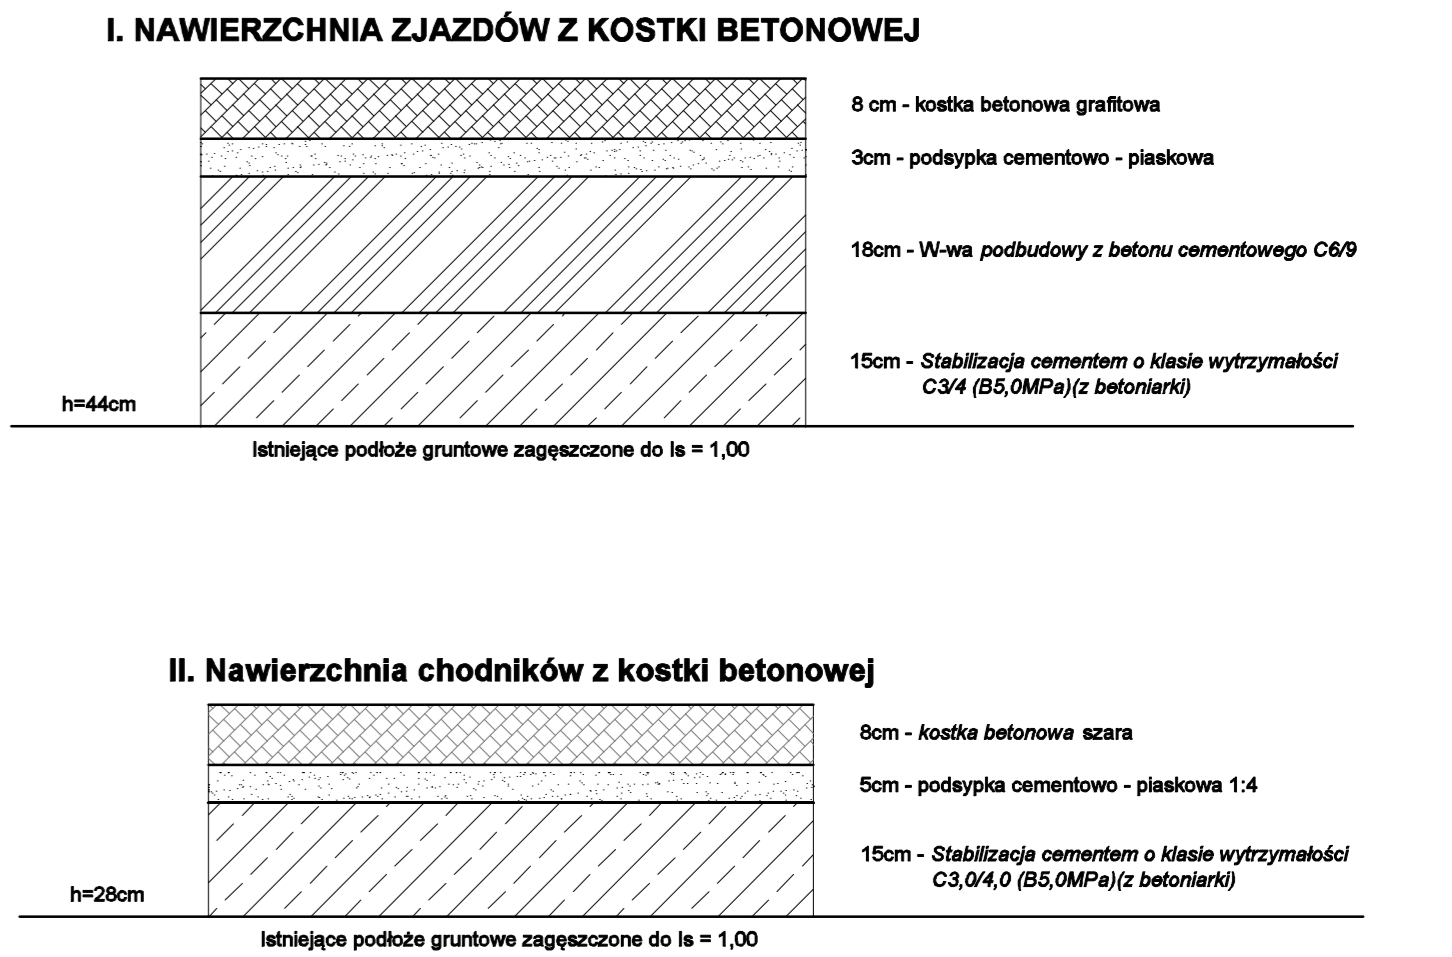 I. NAWIERZCHNIA ZJAZDÓW Z KOSTKI BETONOWEJ
8 cm - kostka betonowa grafitowa
3cm - podsypka cementowo - piaskowa
18cm - W-wa podbudowy z betonu cementowego C6/9
15cm - Stabilizacja cementem o klasie wytrzymałości
C3/4 (B5,0MPa)(z betoniarki)
h=44cm
Istniejące podłoże gruntowe zagęszczone do Is = 1,00
II. Nawierzchnia chodników z kostki betonowej
8cm - kostka betonowa szara
5cm - podsypka cementowo - piaskowa 1:4
15cm - Stabilizacja cementem o klasie wytrzymałości
C3,0/4,0 (B5,0MPa)(z betoniarki)
h=28cm
Istniejące podłoże gruntowe zagęszczone do Is = 1,00